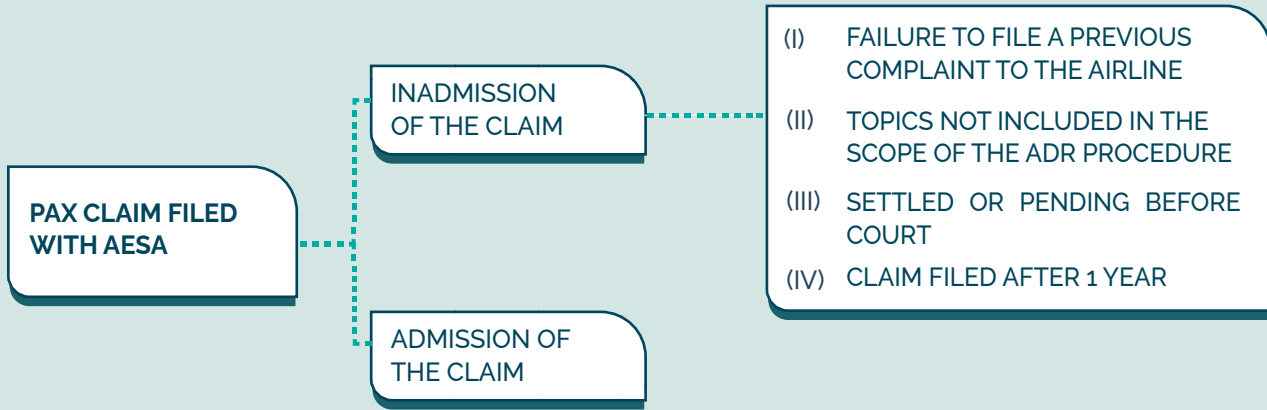 PAX CLAIM FILED
WITH AESA
INADMISSION
OF THE CLAIM
ADMISSION OF
THE CLAIM
(I) FAILURE TO FILE A PREVIOUS
COMPLAINT TO THE AIRLINE
(II) TOPICS NOT INCLUDED IN THE
SCOPE OF THE ADR PROCEDURE
(III) SETTLED OR PENDING BEFORE
COURT
(IV) CLAIM FILED AFTER 1 YEAR